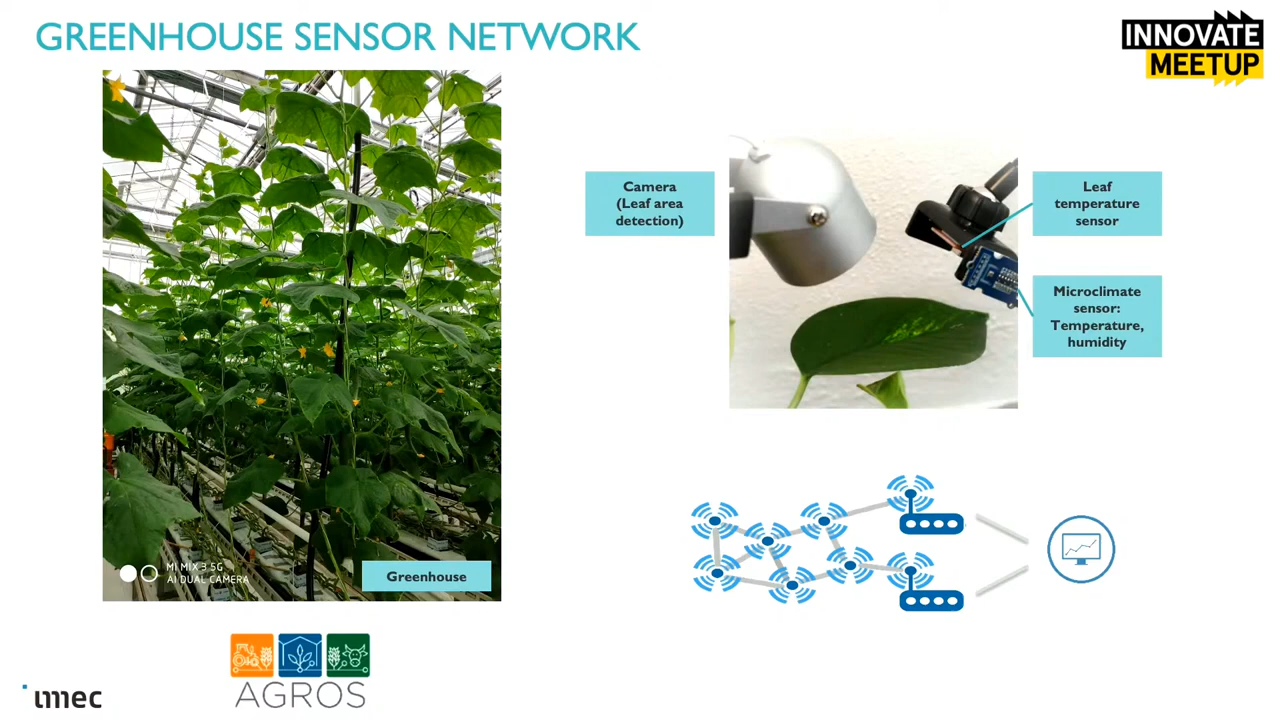 GREENHOUSE SENSOR NETWORK
INNOVATE
MEETUP
Camera
(Leaf area
detection)
Leaf
temperature
sensor
Microclimate
sensor:
Temperature,
humidity
MI MIX 3 5G
AI DUAL CAMERA
Greenhouse
AGROS
imec